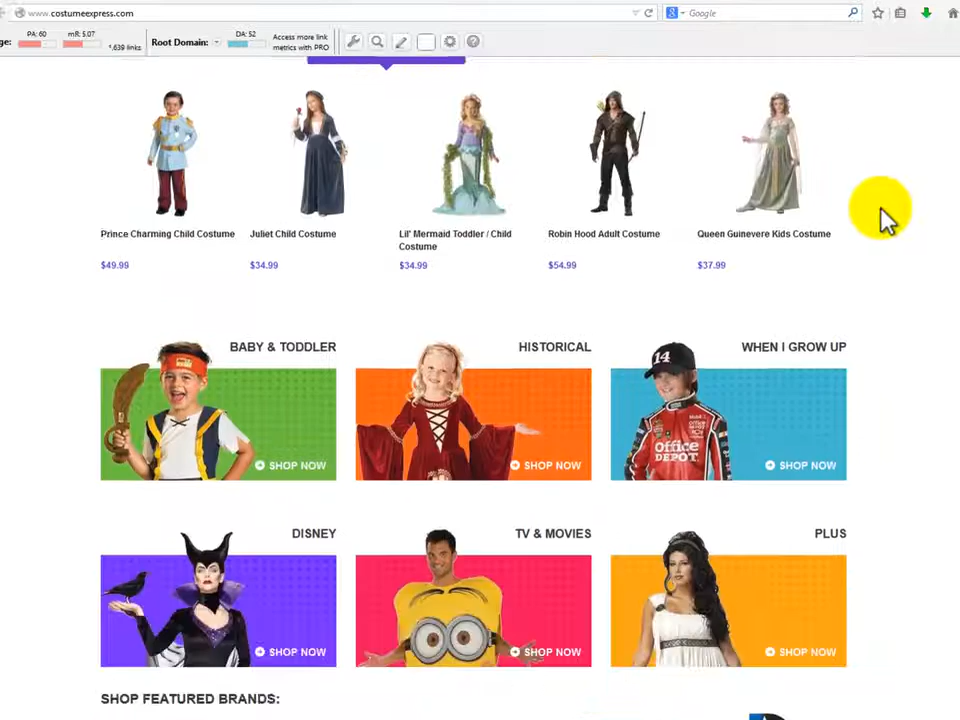 www.costumeexpress.com
Google
ge:
PA: 60
mR: 5.07
1,639 links
Root Domain:
DA: 52
Access more link
metrics with PRO
Prince Charming Child Costume
$49.99
Juliet Child Costume
$34.99
Lil' Mermaid Toddler / Child
Costume
$34.99
Robin Hood Adult Costume
$54.99
Queen Guinevere Kids Costume
$37.99
BABY & TODDLER
SHOP NOW
HISTORICAL
SHOP NOW
WHEN I GROW UP
14
Office
DEPOT
SHOP NOW
DISNEY
SHOP NOW
TV & MOVIES
SHOP NOW
PLUS
SHOP NOW
SHOP FEATURED BRANDS: